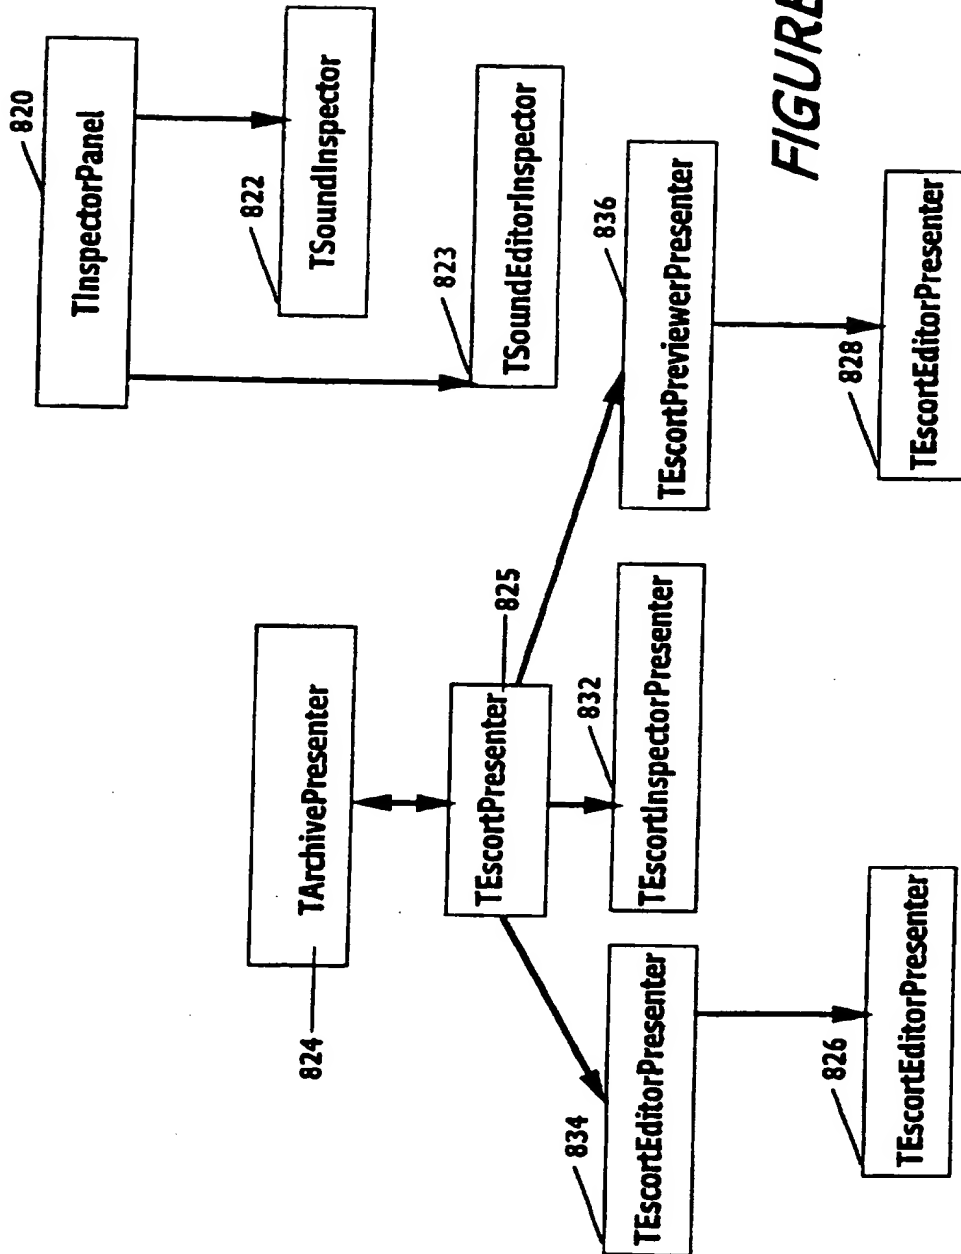 820
TInspectorPanel
822
TSoundInspector
823
TSoundEditorInspector
824
TArchivePresenter
825
TEscortPresenter
834
TEscortEditorPresenter
832
TEscortInspectorPresenter
836
TEscortPreviewerPresenter
826
TEscortEditorPresenter
828
TEscortEditorPresenter
FIGURE